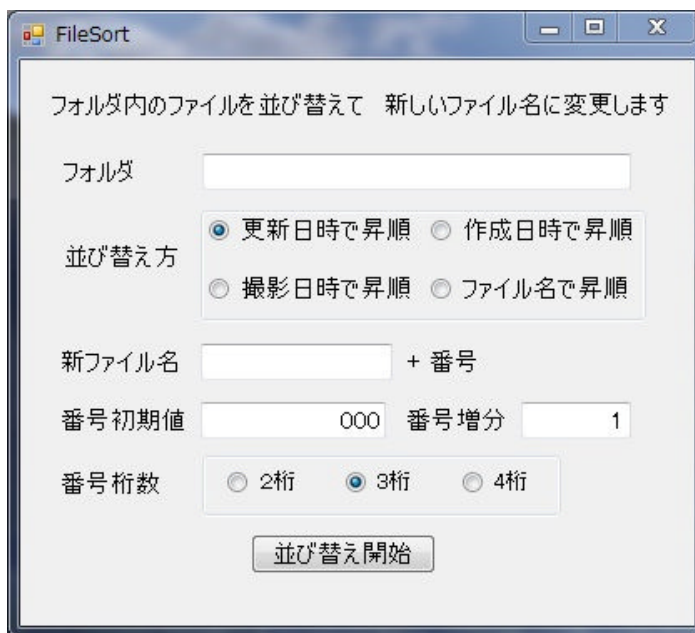 FileSort
フォルダ内のファイルを並び替えて 新しいファイル名に変更します
フォルダ
並び替え方
更新日時で昇順 作成日時で昇順
撮影日時で昇順 ファイル名で昇順
新ファイル名 + 番号
番号初期値 000 番号増分 1
番号桁数 2桁 3桁 4桁
並び替え開始